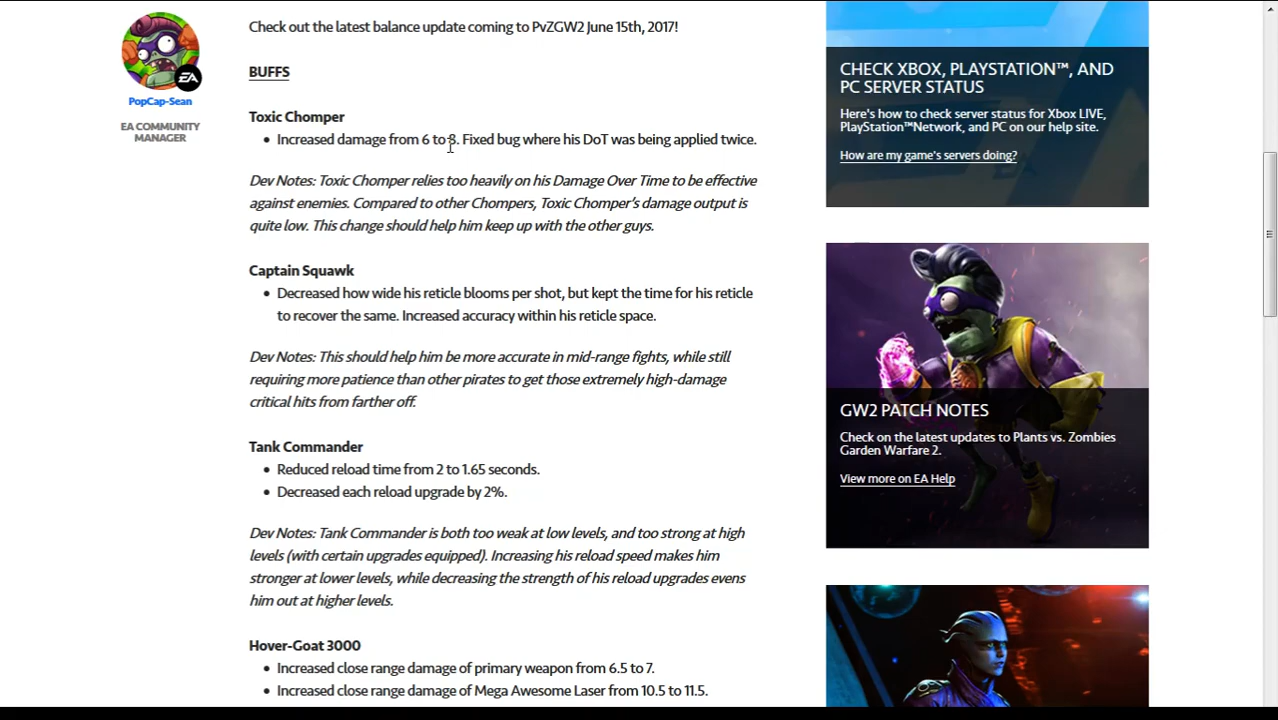 Check out the latest balance update coming to PvZGW2 June 15th, 2017!
EA
PopCap-Sean
EA COMMUNITY
MANAGER
BUFFS
Toxic Chomper
• Increased damage from 6 to 8. Fixed bug where his DoT was being applied twice.
Dev Notes: Toxic Chomper relies too heavily on his Damage Over Time to be effective
against enemies. Compared to other Chompers, Toxic Chomper's damage output is
quite low. This change should help him keep up with the other guys.
Captain Squawk
• Decreased how wide his reticle blooms per shot, but kept the time for his reticle
to recover the same. Increased accuracy within his reticle space.
Dev Notes: This should help him be more accurate in mid-range fights, while still
requiring more patience than other pirates to get those extremely high-damage
critical hits from farther off.
Tank Commander
• Reduced reload time from 2 to 1.65 seconds.
• Decreased each reload upgrade by 2%.
Dev Notes: Tank Commander is both too weak at low levels, and too strong at high
levels (with certain upgrades equipped). Increasing his reload speed makes him
stronger at lower levels, while decreasing the strength of his reload upgrades evens
him out at higher levels.
Hover-Goat 3000
• Increased close range damage of primary weapon from 6.5 to 7.
• Increased close range damage of Mega Awesome Laser from 10.5 to 11.5.
CHECK XBOX, PLAYSTATION™, AND
PC SERVER STATUS
Here's how to check server status for Xbox LIVE,
PlayStation™Network, and PC on our help site.
How are my game's servers doing?
GW2 PATCH NOTES
Check on the latest updates to Plants vs. Zombies
Garden Warfare 2.
View more on EA Help